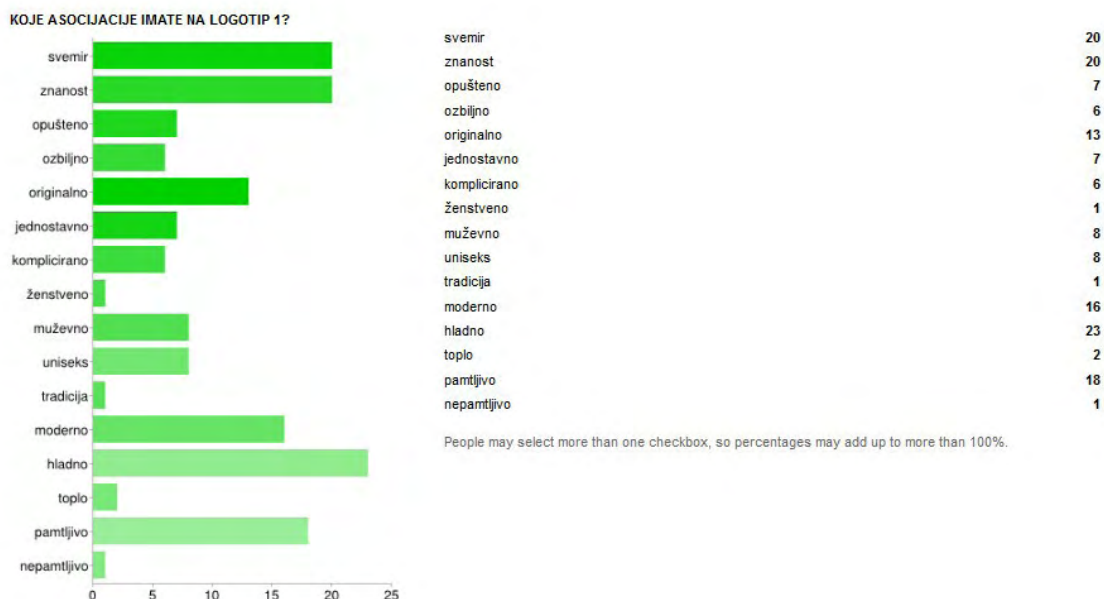 KOJE ASOCIJACIJE IMATE NA LOGOTIP 1?
svemir
znanost
opušteno
ozbiljno
originalno
jednostavno
komplicirano
ženstveno
muževno
uniseks
tradicija
moderno
hladno
toplo
pamtljivo
nepamtljivo
0 5 10 15 20 25
svemir 20
znanost 20
opušteno 7
ozbiljno 6
originalno 13
jednostavno 7
komplicirano 6
ženstveno 1
muževno 8
uniseks 8
tradicija 1
moderno 16
hladno 23
toplo 2
pamtljivo 18
nepamtljivo 1
People may select more than one checkbox, so percentages may add up to more than 100%.